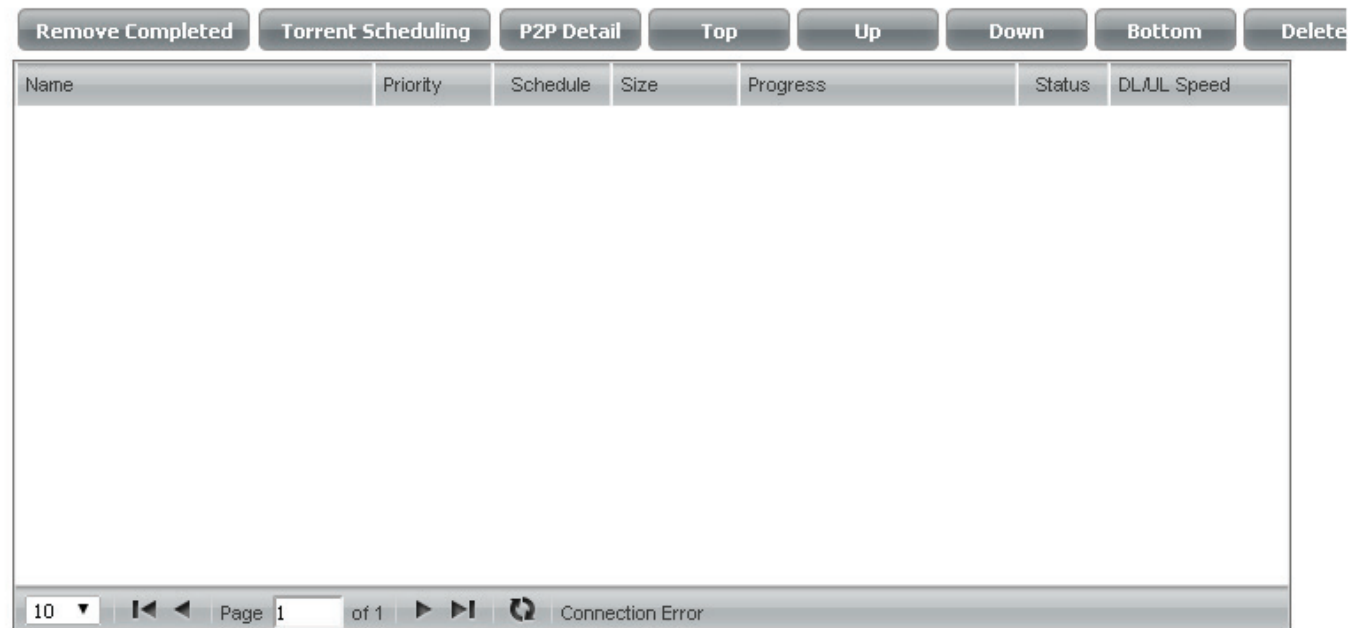 Remove Completed Torrent Scheduling P2P Detail Top Up Down Bottom Delete
Name Priority Schedule Size Progress Status DL/UL Speed
10 Page 1 of 1 Connection Error